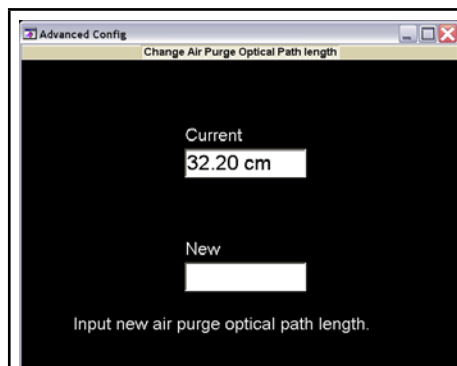 Advanced Config
Change Air Purge Optical Path length
Current
32.20 cm
New
Input new air purge optical path length.